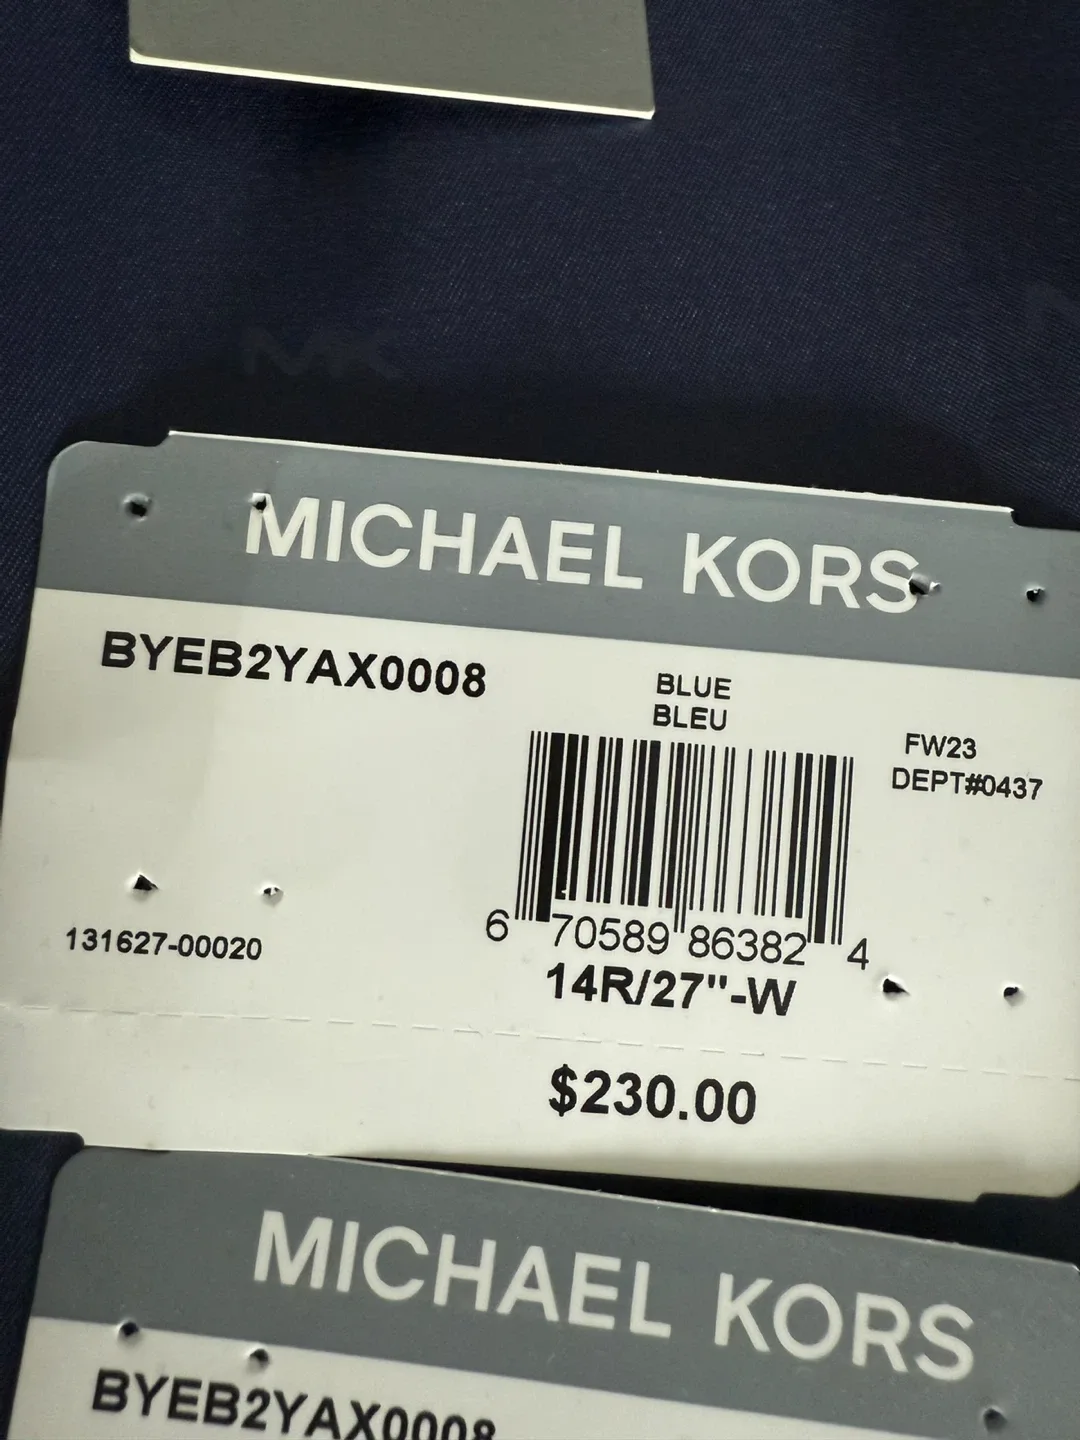 MK
MICHAEL KORS
BYEB2YAX0008
BLUE
BLEU
FW23
DEPT#0437
6 70589 86382 4
131627-00020
14R/27"-W
$230.00
MICHAEL KORS
BYEB2YAX0008